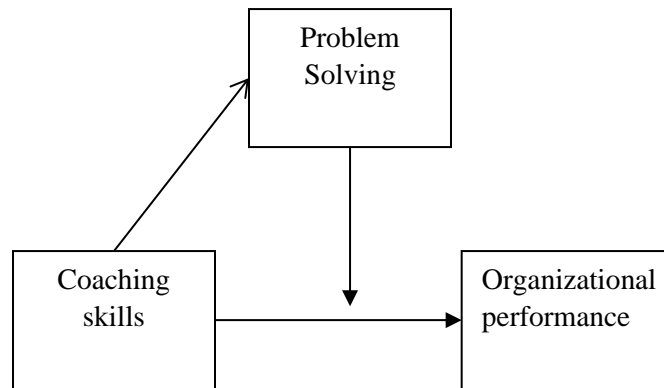 Problem
Solving
Coaching
skills
Organizational
performance